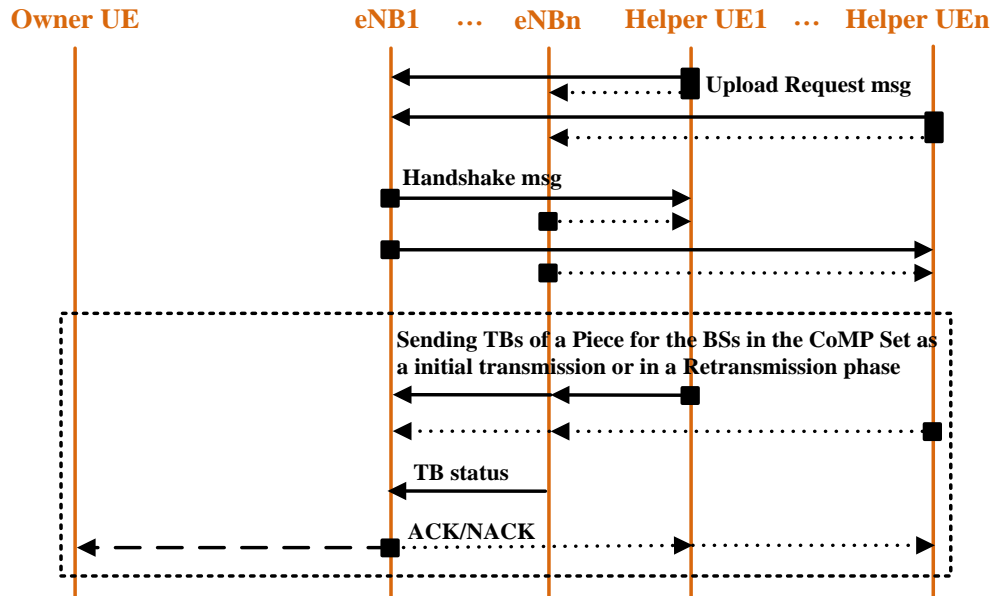 Owner UE eNB1 ... eNBn Helper UE1 ... Helper UEn
Upload Request msg
Handshake msg
Sending TBs of a Piece for the BSs in the CoMP Set as
a initial transmission or in a Retransmission phase
TB status
ACK/NACK